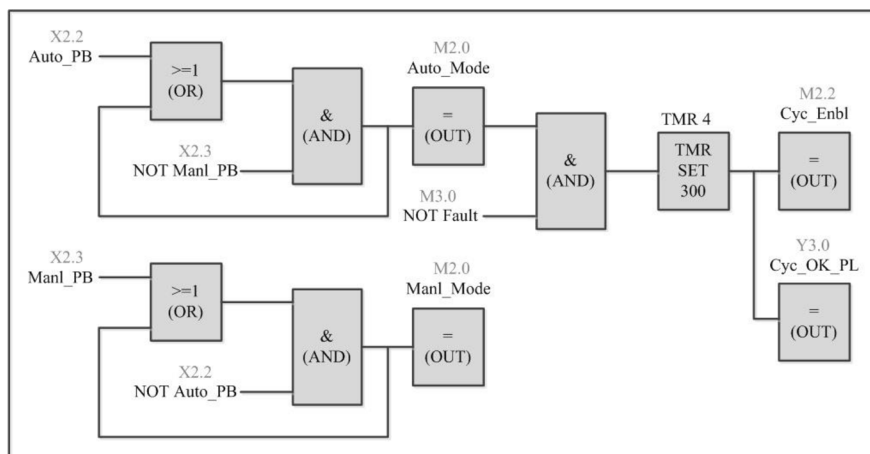 X2.2
Auto_PB
>=1
(OR)
X2.3
NOT Manl_PB
&
(AND)
M2.0
Auto_Mode
=
(OUT)
M3.0
NOT Fault
&
(AND)
TMR 4
TMR
SET
300
M2.2
Cyc_Enbl
=
(OUT)
Y3.0
Cyc_OK_PL
=
(OUT)
X2.3
Manl_PB
>=1
(OR)
X2.2
NOT Auto_PB
&
(AND)
M2.0
Manl_Mode
=
(OUT)